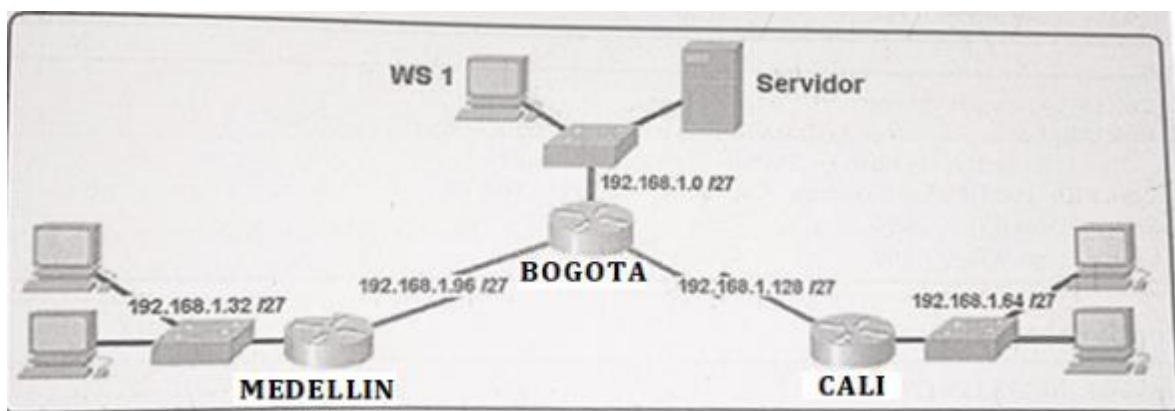 WS 1
Servidor
192.168.1.0 /27
BOGOTA
192.168.1.96 /27
192.168.1.128 /27
192.168.1.32 /27
192.168.1.64 /27
MEDELLIN
CALI